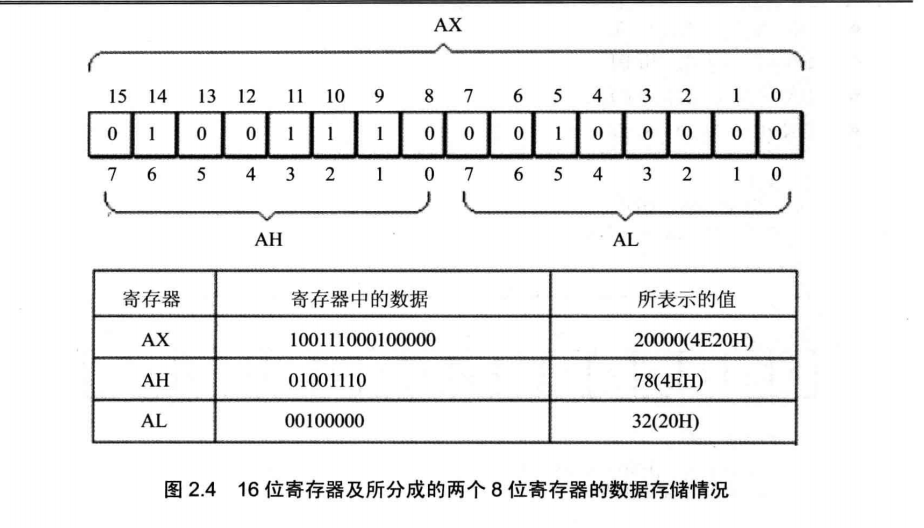 AX
15 14 13 12 11 10 9 8 7 6 5 4 3 2 1 0
0 1 0 0 1 1 1 0 0 0 1 0 0 0 0 0
7 6 5 4 3 2 1 0 7 6 5 4 3 2 1 0
AH AL
寄存器 寄存器中的数据 所表示的值
AX 100111000100000 20000(4E20H)
AH 01001110 78(4EH)
AL 00100000 32(20H)
图 2.4 16 位寄存器及所分成的两个 8 位寄存器的数据存储情况